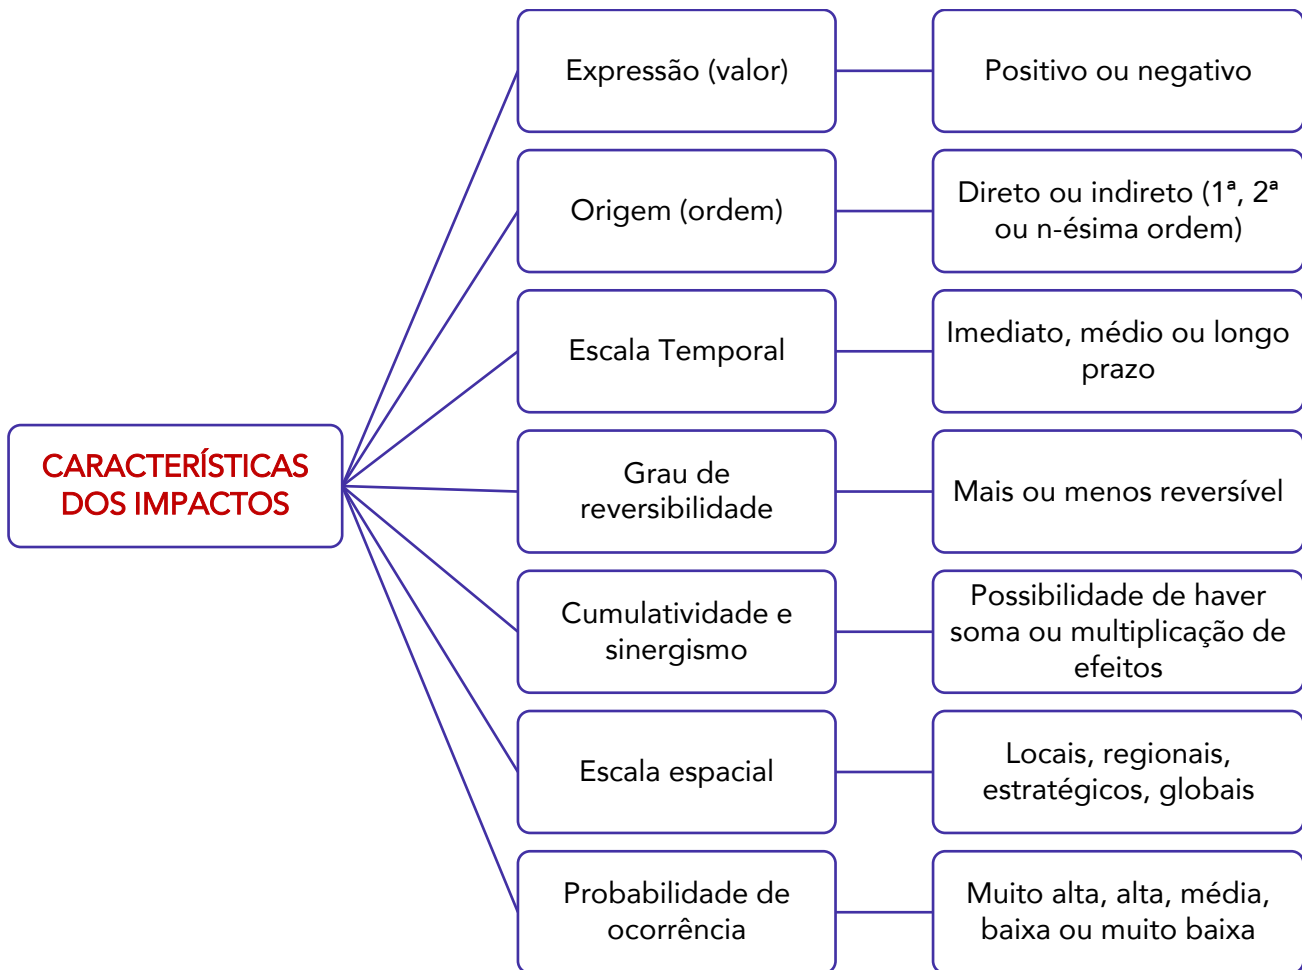 CARACTERÍSTICAS
DOS IMPACTOS
Expressão (valor)
Positivo ou negativo
Origem (ordem)
Direto ou indireto (1ª, 2ª
ou n-ésima ordem)
Escala Temporal
Imediato, médio ou longo
prazo
Grau de
reversibilidade
Mais ou menos reversível
Cumulatividade e
sinergismo
Possibilidade de haver
soma ou multiplicação de
efeitos
Escala espacial
Locais, regionais,
estratégicos, globais
Probabilidade de
ocorrência
Muito alta, alta, média,
baixa ou muito baixa